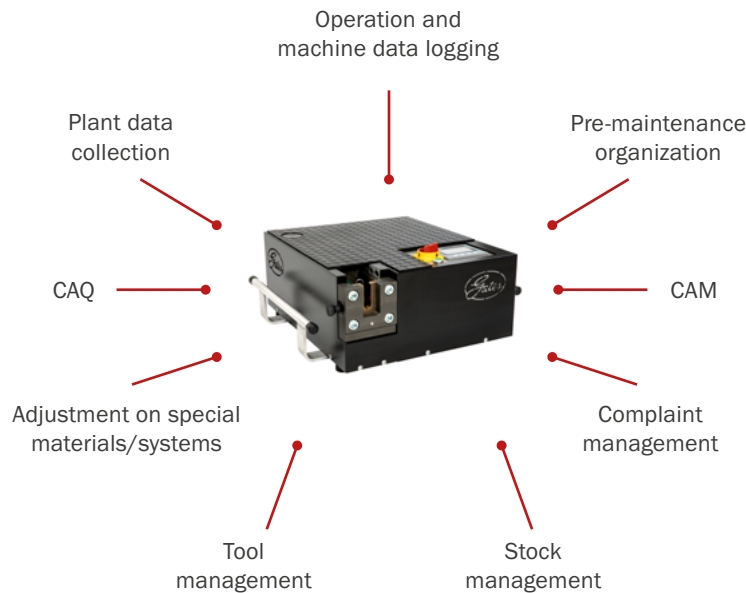 Operation and
machine data logging
Plant data
collection
Pre-maintenance
organization
CAQ
Gates
CAM
Adjustment on special
materials/systems
Complaint
management
Tool
management
Stock
management